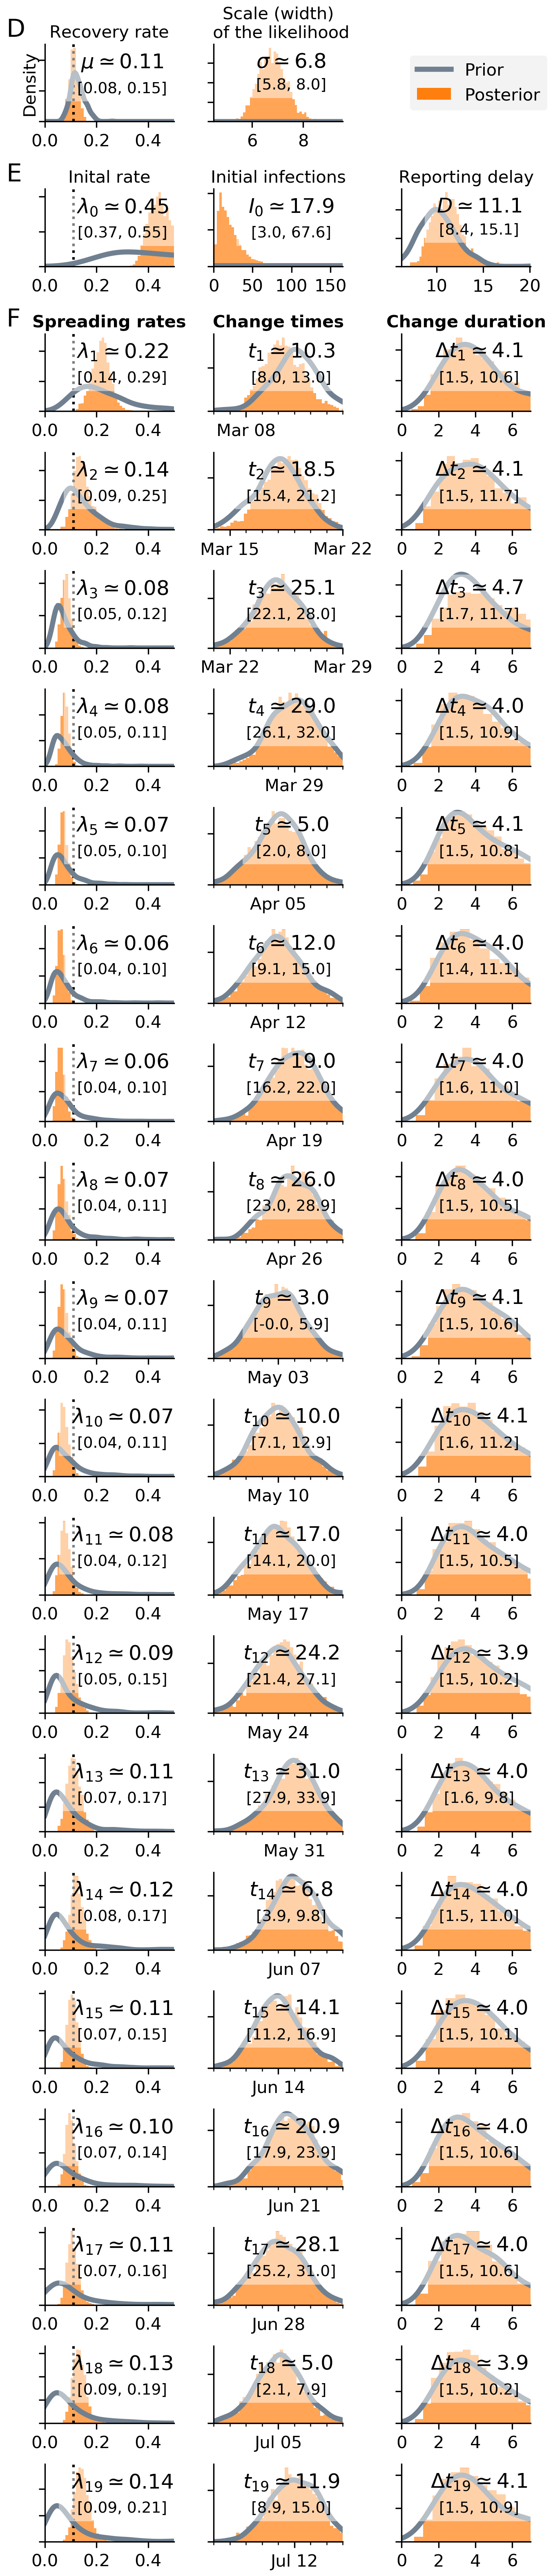 D
Recovery rate
Scale (width)
of the likelihood
Density
μ ≃ 0.11
[0.08, 0.15]
σ ≃ 6.8
[5.8, 8.0]
Prior
Posterior
0.0 0.2 0.4
6 8
E
Inital rate
Initial infections
Reporting delay
λ0 ≃ 0.45
[0.37, 0.55]
I0 ≃ 17.9
[3.0, 67.6]
D ≃ 11.1
[8.4, 15.1]
0.0 0.2 0.4
0 50 100 150
10 15 20
F
Spreading rates
Change times
Change duration
λ1 ≃ 0.22
[0.14, 0.29]
t1 ≃ 10.3
[8.0, 13.0]
Δt1 ≃ 4.1
[1.5, 10.6]
0.0 0.2 0.4
Mar 08
0 2 4 6
λ2 ≃ 0.14
[0.09, 0.25]
t2 ≃ 18.5
[15.4, 21.2]
Δt2 ≃ 4.1
[1.5, 11.7]
0.0 0.2 0.4
Mar 15 Mar 22
0 2 4 6
λ3 ≃ 0.08
[0.05, 0.12]
t3 ≃ 25.1
[22.1, 28.0]
Δt3 ≃ 4.7
[1.7, 11.7]
0.0 0.2 0.4
Mar 22 Mar 29
0 2 4 6
λ4 ≃ 0.08
[0.05, 0.11]
t4 ≃ 29.0
[26.1, 32.0]
Δt4 ≃ 4.0
[1.5, 10.9]
0.0 0.2 0.4
Mar 29
0 2 4 6
λ5 ≃ 0.07
[0.05, 0.10]
t5 ≃ 5.0
[2.0, 8.0]
Δt5 ≃ 4.1
[1.5, 10.8]
0.0 0.2 0.4
Apr 05
0 2 4 6
λ6 ≃ 0.06
[0.04, 0.10]
t6 ≃ 12.0
[9.1, 15.0]
Δt6 ≃ 4.0
[1.4, 11.1]
0.0 0.2 0.4
Apr 12
0 2 4 6
λ7 ≃ 0.06
[0.04, 0.10]
t7 ≃ 19.0
[16.2, 22.0]
Δt7 ≃ 4.0
[1.6, 11.0]
0.0 0.2 0.4
Apr 19
0 2 4 6
λ8 ≃ 0.07
[0.04, 0.11]
t8 ≃ 26.0
[23.0, 28.9]
Δt8 ≃ 4.0
[1.5, 10.5]
0.0 0.2 0.4
Apr 26
0 2 4 6
λ9 ≃ 0.07
[0.04, 0.11]
t9 ≃ 3.0
[-0.0, 5.9]
Δt9 ≃ 4.1
[1.5, 10.6]
0.0 0.2 0.4
May 03
0 2 4 6
λ10 ≃ 0.07
[0.04, 0.11]
t10 ≃ 10.0
[7.1, 12.9]
Δt10 ≃ 4.1
[1.6, 11.2]
0.0 0.2 0.4
May 10
0 2 4 6
λ11 ≃ 0.08
[0.04, 0.12]
t11 ≃ 17.0
[14.1, 20.0]
Δt11 ≃ 4.0
[1.5, 10.5]
0.0 0.2 0.4
May 17
0 2 4 6
λ12 ≃ 0.09
[0.05, 0.15]
t12 ≃ 24.2
[21.4, 27.1]
Δt12 ≃ 3.9
[1.5, 10.2]
0.0 0.2 0.4
May 24
0 2 4 6
λ13 ≃ 0.11
[0.07, 0.17]
t13 ≃ 31.0
[27.9, 33.9]
Δt13 ≃ 4.0
[1.6, 9.8]
0.0 0.2 0.4
May 31
0 2 4 6
λ14 ≃ 0.12
[0.08, 0.17]
t14 ≃ 6.8
[3.9, 9.8]
Δt14 ≃ 4.0
[1.5, 11.0]
0.0 0.2 0.4
Jun 07
0 2 4 6
λ15 ≃ 0.11
[0.07, 0.15]
t15 ≃ 14.1
[11.2, 16.9]
Δt15 ≃ 4.0
[1.5, 10.1]
0.0 0.2 0.4
Jun 14
0 2 4 6
λ16 ≃ 0.10
[0.07, 0.14]
t16 ≃ 20.9
[17.9, 23.9]
Δt16 ≃ 4.0
[1.5, 10.6]
0.0 0.2 0.4
Jun 21
0 2 4 6
λ17 ≃ 0.11
[0.07, 0.16]
t17 ≃ 28.1
[25.2, 31.0]
Δt17 ≃ 4.0
[1.5, 10.6]
0.0 0.2 0.4
Jun 28
0 2 4 6
λ18 ≃ 0.13
[0.09, 0.19]
t18 ≃ 5.0
[2.1, 7.9]
Δt18 ≃ 3.9
[1.5, 10.2]
0.0 0.2 0.4
Jul 05
0 2 4 6
λ19 ≃ 0.14
[0.09, 0.21]
t19 ≃ 11.9
[8.9, 15.0]
Δt19 ≃ 4.1
[1.5, 10.9]
0.0 0.2 0.4
Jul 12
0 2 4 6